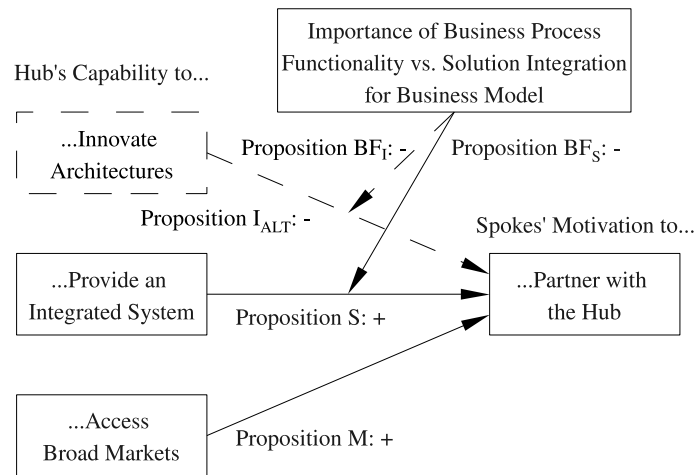 Importance of Business Process
Functionality vs. Solution Integration
for Business Model
Hub's Capability to...
...Innovate
Architectures
Proposition BF_I: -
Proposition BF_S: -
Proposition I_ALT: -
Spokes' Motivation to...
...Provide an
Integrated System
...Partner with
the Hub
Proposition S: +
...Access
Broad Markets
Proposition M: +